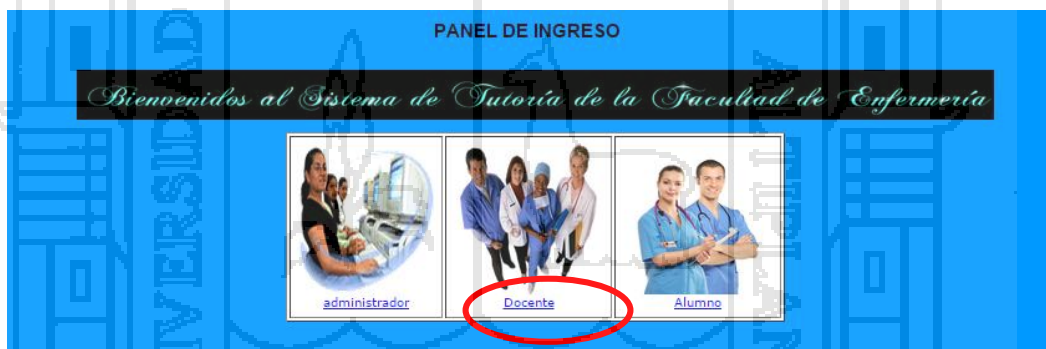 PANEL DE INGRESO
Bienvenidos al Sistema de Tutoría de la Facultad de Enfermería
administrador
Docente
Alumno